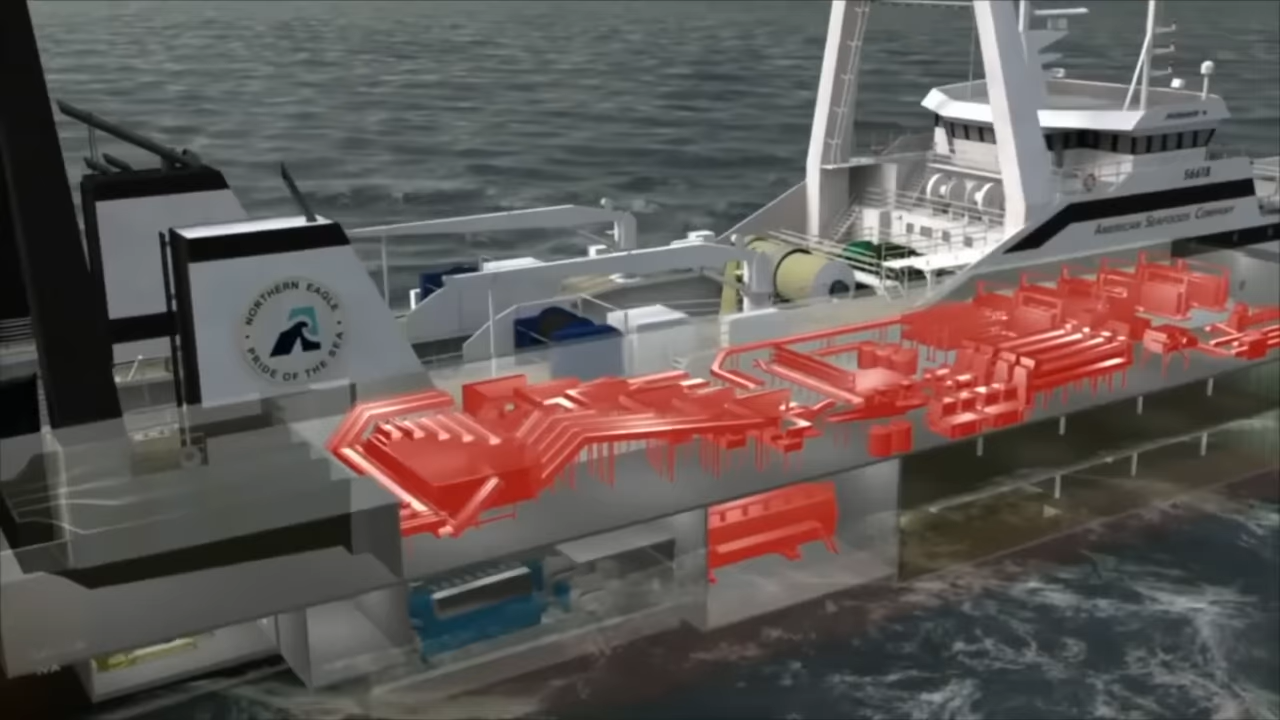 56618
AMERICAN SEAFOODS COMPANY
NORTHERN EAGLE
• PRIDE OF THE SEA •